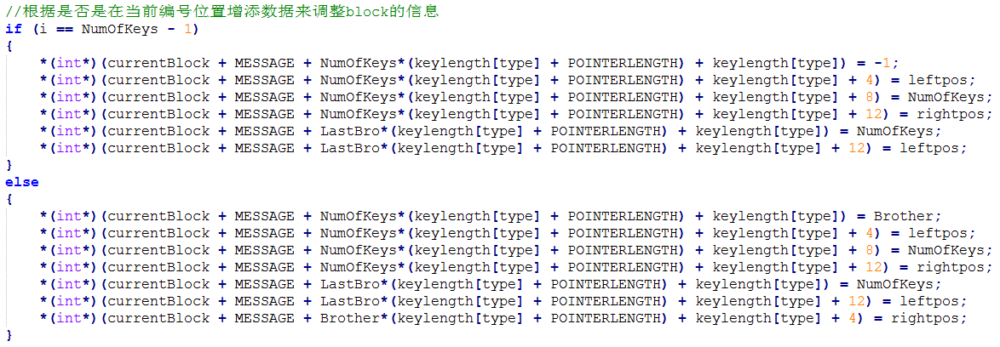 //根据是否是在当前编号位置增添数据来调整block的信息
if (i == NumOfKeys - 1)
{
    *(int*)(currentBlock + MESSAGE + NumOfKeys*(keylength[type] + POINTERLENGTH) + keylength[type]) = -1;
    *(int*)(currentBlock + MESSAGE + NumOfKeys*(keylength[type] + POINTERLENGTH) + keylength[type] + 4) = leftpos;
    *(int*)(currentBlock + MESSAGE + NumOfKeys*(keylength[type] + POINTERLENGTH) + keylength[type] + 8) = NumOfKeys;
    *(int*)(currentBlock + MESSAGE + NumOfKeys*(keylength[type] + POINTERLENGTH) + keylength[type] + 12) = rightpos;
    *(int*)(currentBlock + MESSAGE + LastBro*(keylength[type] + POINTERLENGTH) + keylength[type]) = NumOfKeys;
    *(int*)(currentBlock + MESSAGE + LastBro*(keylength[type] + POINTERLENGTH) + keylength[type] + 12) = leftpos;
}
else
{
    *(int*)(currentBlock + MESSAGE + NumOfKeys*(keylength[type] + POINTERLENGTH) + keylength[type]) = Brother;
    *(int*)(currentBlock + MESSAGE + NumOfKeys*(keylength[type] + POINTERLENGTH) + keylength[type] + 4) = leftpos;
    *(int*)(currentBlock + MESSAGE + NumOfKeys*(keylength[type] + POINTERLENGTH) + keylength[type] + 8) = NumOfKeys;
    *(int*)(currentBlock + MESSAGE + NumOfKeys*(keylength[type] + POINTERLENGTH) + keylength[type] + 12) = rightpos;
    *(int*)(currentBlock + MESSAGE + LastBro*(keylength[type] + POINTERLENGTH) + keylength[type]) = NumOfKeys;
    *(int*)(currentBlock + MESSAGE + LastBro*(keylength[type] + POINTERLENGTH) + keylength[type] + 12) = leftpos;
    *(int*)(currentBlock + MESSAGE + Brother*(keylength[type] + POINTERLENGTH) + keylength[type] + 4) = rightpos;
}